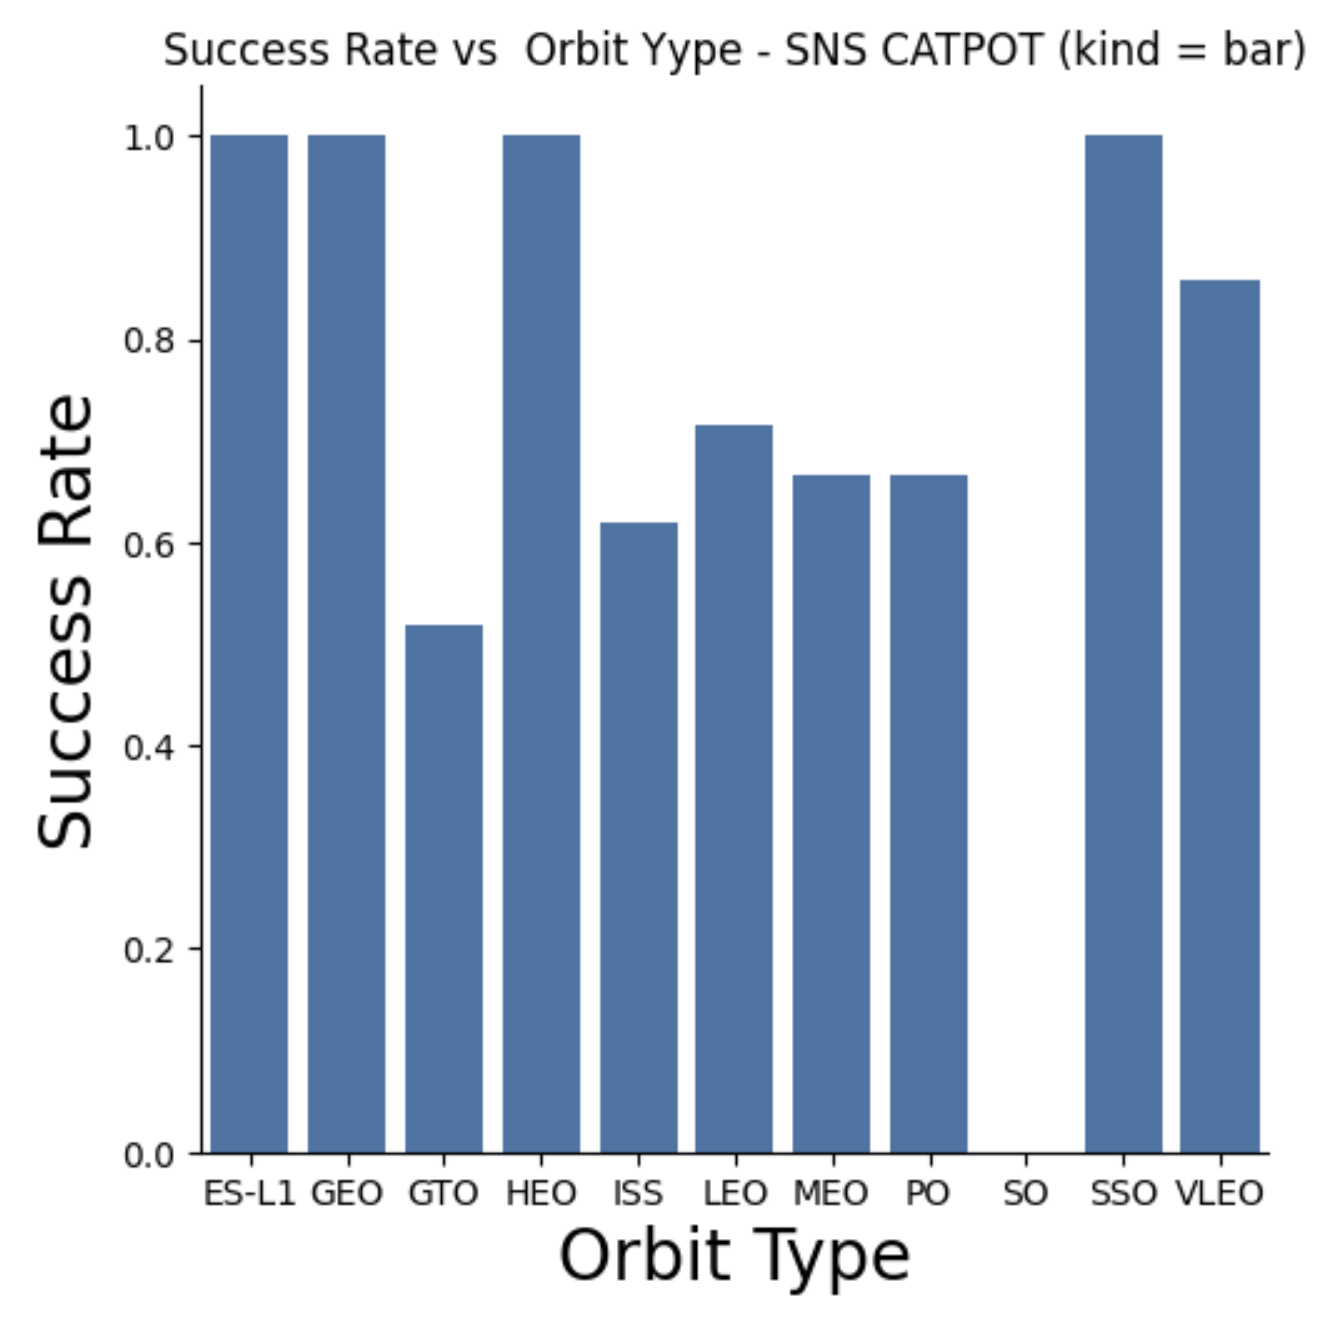 Success Rate vs  Orbit Yype - SNS CATPOT (kind = bar)
Success Rate
1.0
0.8
0.6
0.4
0.2
0.0
ES-L1 GEO GTO HEO ISS LEO MEO PO SO SSO VLEO
Orbit Type